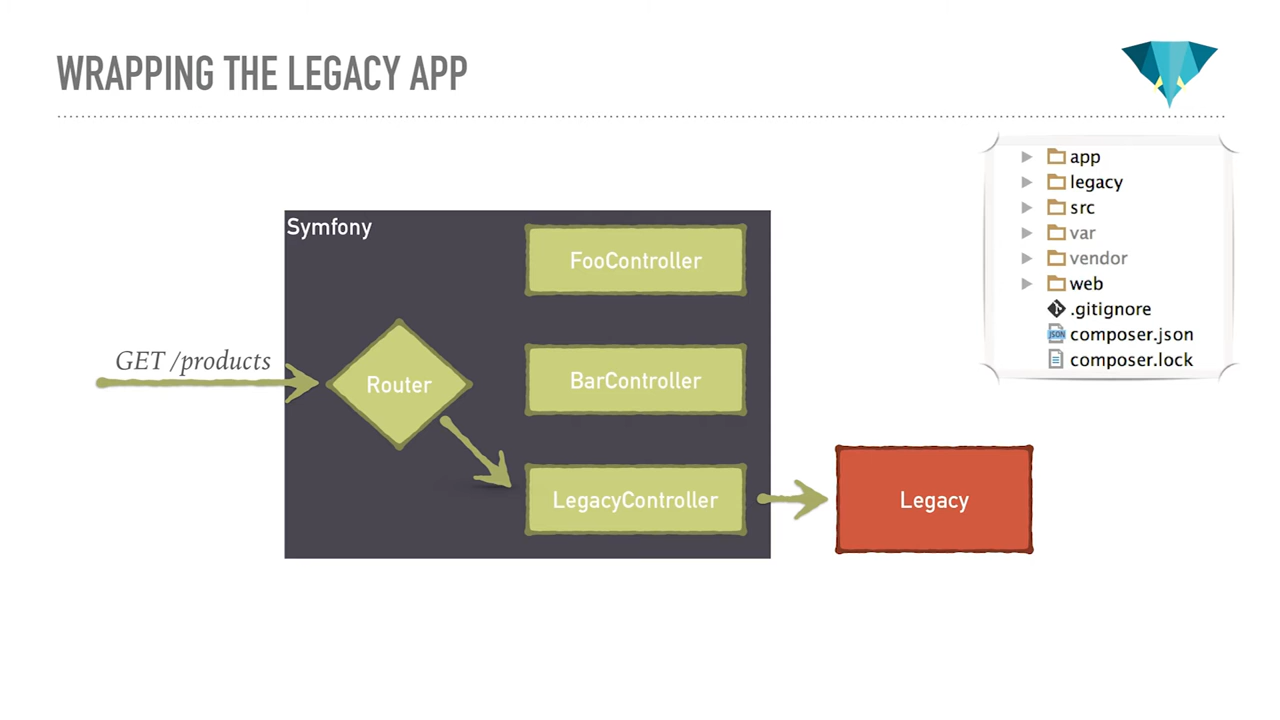 WRAPPING THE LEGACY APP
app
legacy
src
var
vendor
web
.gitignore
JSON
composer.json
composer.lock
Symfony
FooController
GET /products
Router
BarController
LegacyController
Legacy